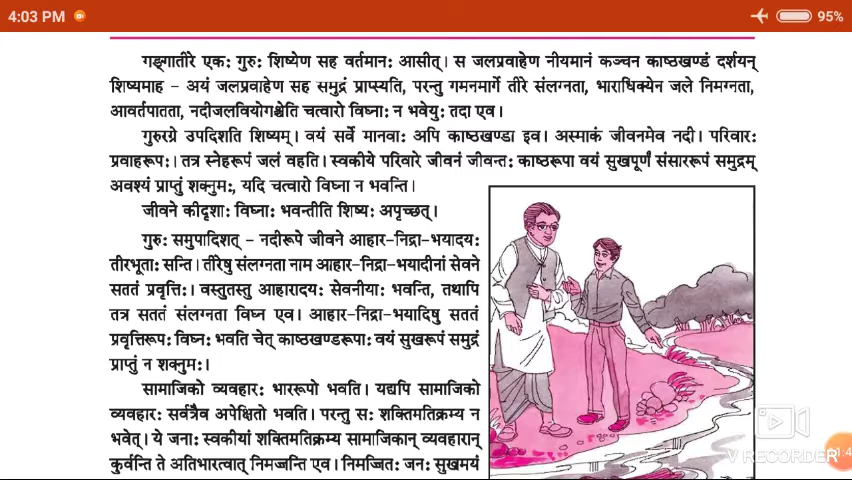 4:03 PM
95%
गङ्गातीरे एक: गुरु: शिष्येण सह वर्तमान: आसीत्। स जलप्रवाहेण नीयमानं कञ्चन काष्ठखण्डं दर्शयन्
शिष्यमाह – अयं जलप्रवाहेण सह समुद्रं प्राप्स्यति, परन्तु गमनमार्गे तीरे संलग्नता, भाराधिक्येन जले निमग्नता,
आवर्तपातता, नदीजलवियोगश्चेति चत्वारो विघ्ना: न भवेयु: तदा एव।
गुरुरग्रे उपदिशति शिष्यम्। वयं सर्वे मानवा: अपि काष्ठखण्डा इव। अस्माकं जीवनमेव नदी। परिवार:
प्रवाहरूप:। तत्र स्नेहरूपं जलं वहति। स्वकीये परिवारे जीवनं जीवन्त: काष्ठरूपा वयं सुखपूर्णं संसाररूपं समुद्रम्
अवश्यं प्राप्तुं शक्नुम:, यदि चत्वारो विघ्ना न भवन्ति।
जीवने कीदृशा: विघ्ना: भवन्तीति शिष्य: अपृच्छत्।
गुरु: समुपादिशत् – नदीरूपे जीवने आहार-निद्रा-भयादय:
तीरभूता: सन्ति। तीरेषु संलग्नता नाम आहार-निद्रा-भयादीनां सेवने
सततं प्रवृत्ति:। वस्तुतस्तु आहारादय: सेवनीया: भवन्ति, तथापि
तत्र सततं संलग्नता विघ्न एव। आहार-निद्रा-भयादिषु सततं
प्रवृत्तिरूप: विघ्न: भवति चेत् काष्ठखण्डरूपा: वयं सुखरूपं समुद्रं
प्राप्तुं न शक्नुम:।
सामाजिको व्यवहार: भाररूपो भवति। यद्यपि सामाजिको
व्यवहार: सर्वत्रैव अपेक्षितो भवति। परन्तु स: शक्तिमतिक्रम्य न
भवेत्। ये जना: स्वकीयां शक्तिमतिक्रम्य सामाजिकान् व्यवहारान्
कुर्वन्ति ते अतिभारत्वात् निमज्जन्ति एव। निमज्जित: जन: सुखमयं
V RECORDER